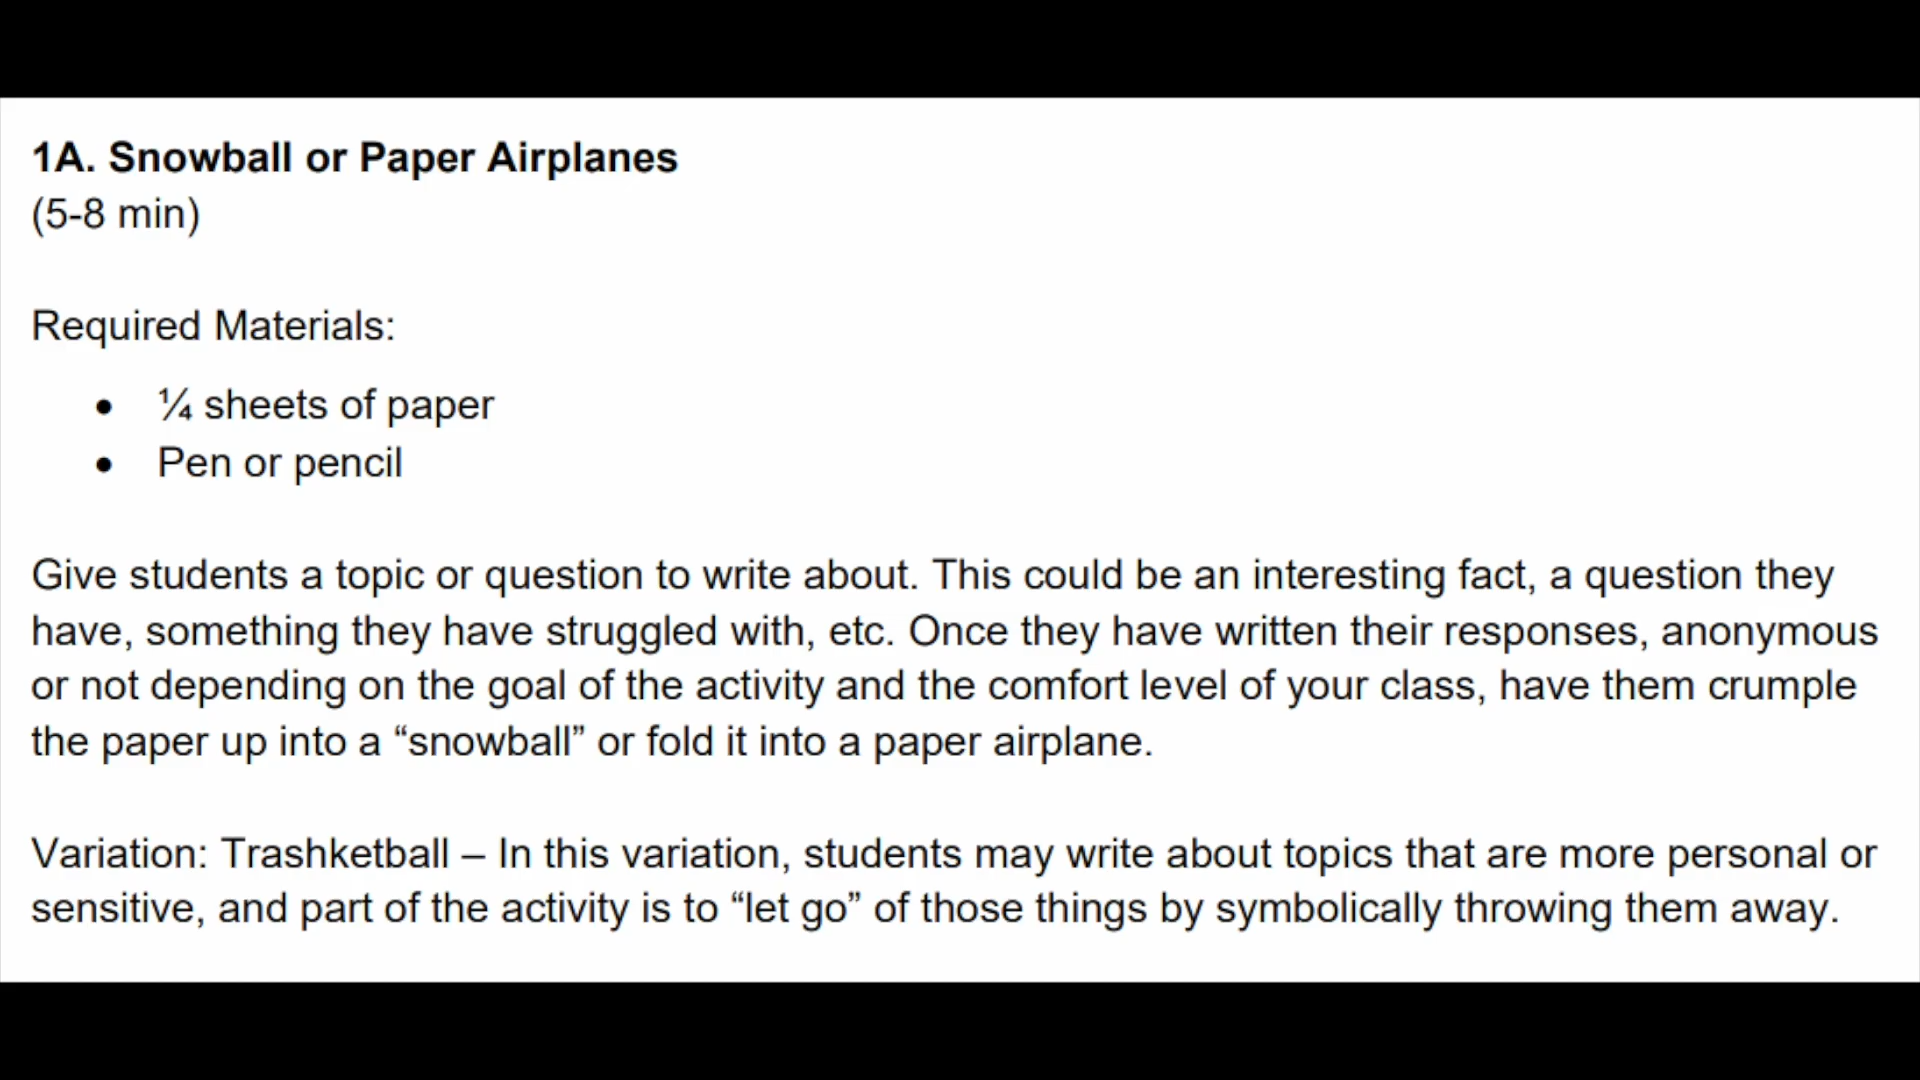 1A. Snowball or Paper Airplanes
(5-8 min)
Required Materials:
• ¼ sheets of paper
• Pen or pencil
Give students a topic or question to write about. This could be an interesting fact, a question they
have, something they have struggled with, etc. Once they have written their responses, anonymous
or not depending on the goal of the activity and the comfort level of your class, have them crumple
the paper up into a “snowball” or fold it into a paper airplane.
Variation: Trashketball – In this variation, students may write about topics that are more personal or
sensitive, and part of the activity is to “let go” of those things by symbolically throwing them away.